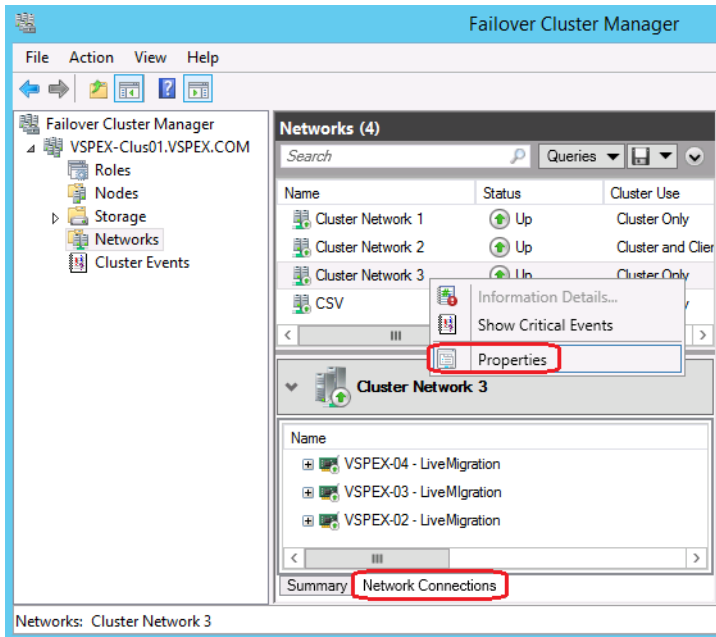 Failover Cluster Manager
File Action View Help
Failover Cluster Manager
VSPEX-Clus01.VSPEX.COM
Roles
Nodes
Storage
Networks
Cluster Events
Networks (4)
Search Queries
Name Status Cluster Use
Cluster Network 1 Up Cluster Only
Cluster Network 2 Up Cluster and Clien
Cluster Network 3 Up Cluster Only
CSV
Information Details...
Show Critical Events
Properties
Cluster Network 3
Name
VSPEX-04 - LiveMigration
VSPEX-03 - LiveMIgration
VSPEX-02 - LiveMigration
Summary Network Connections
Networks: Cluster Network 3